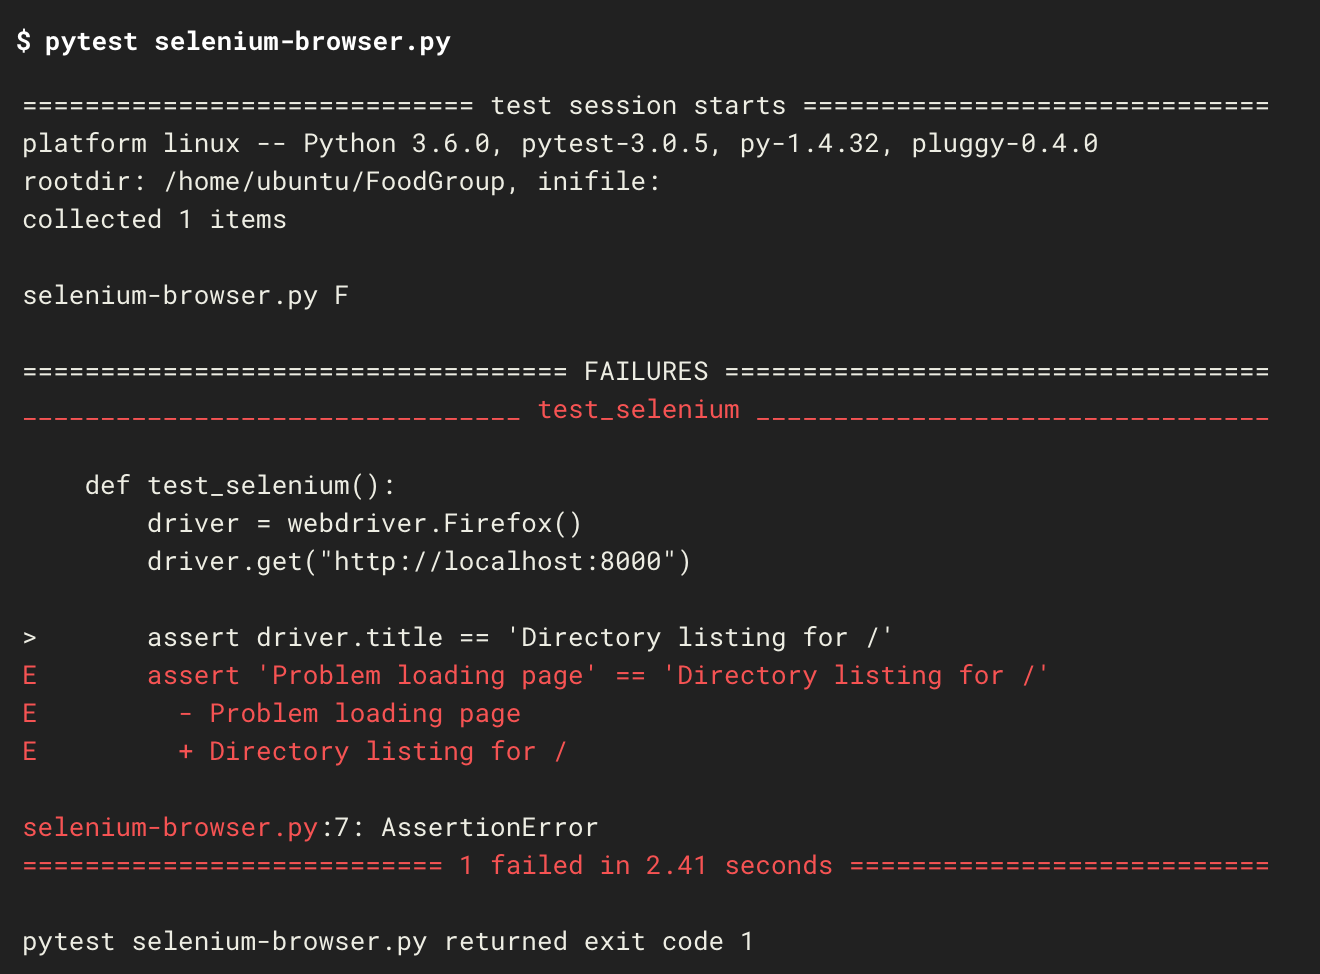 $ pytest selenium-browser.py
============================= test session starts ==============================
platform linux -- Python 3.6.0, pytest-3.0.5, py-1.4.32, pluggy-0.4.0
rootdir: /home/ubuntu/FoodGroup, inifile:
collected 1 items
selenium-browser.py F
=================================== FAILURES ===================================
________________________________ test_selenium _________________________________
def test_selenium():
driver = webdriver.Firefox()
driver.get("http://localhost:8000")
> assert driver.title == 'Directory listing for /'
E assert 'Problem loading page' == 'Directory listing for /'
E - Problem loading page
E + Directory listing for /
selenium-browser.py:7: AssertionError
=========================== 1 failed in 2.41 seconds ===========================
pytest selenium-browser.py returned exit code 1